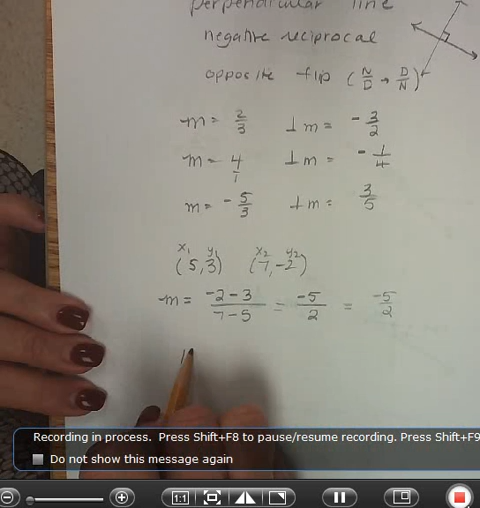 perpendicular line
negative reciprocal
opposite flip (N/D → D/N)
m = 2/3 ⊥m = -3/2
m = 4/1 ⊥m = -1/4
m = -5/3 ⊥m = 3/5
x₁ y₁ x₂ y₂
(5,3) (7,-2)
m = -2-3/7-5 = -5/2 = -5/2
Recording in process. Press Shift+F8 to pause/resume recording. Press Shift+F9
Do not show this message again
1:1